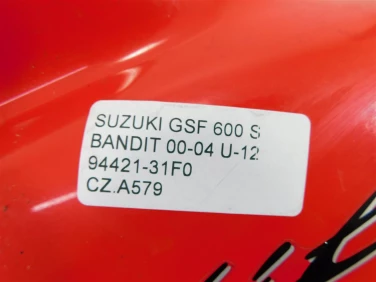 SUZUKI GSF 600 S
BANDIT 00-04 U-12
94421-31F0
CZ.A579